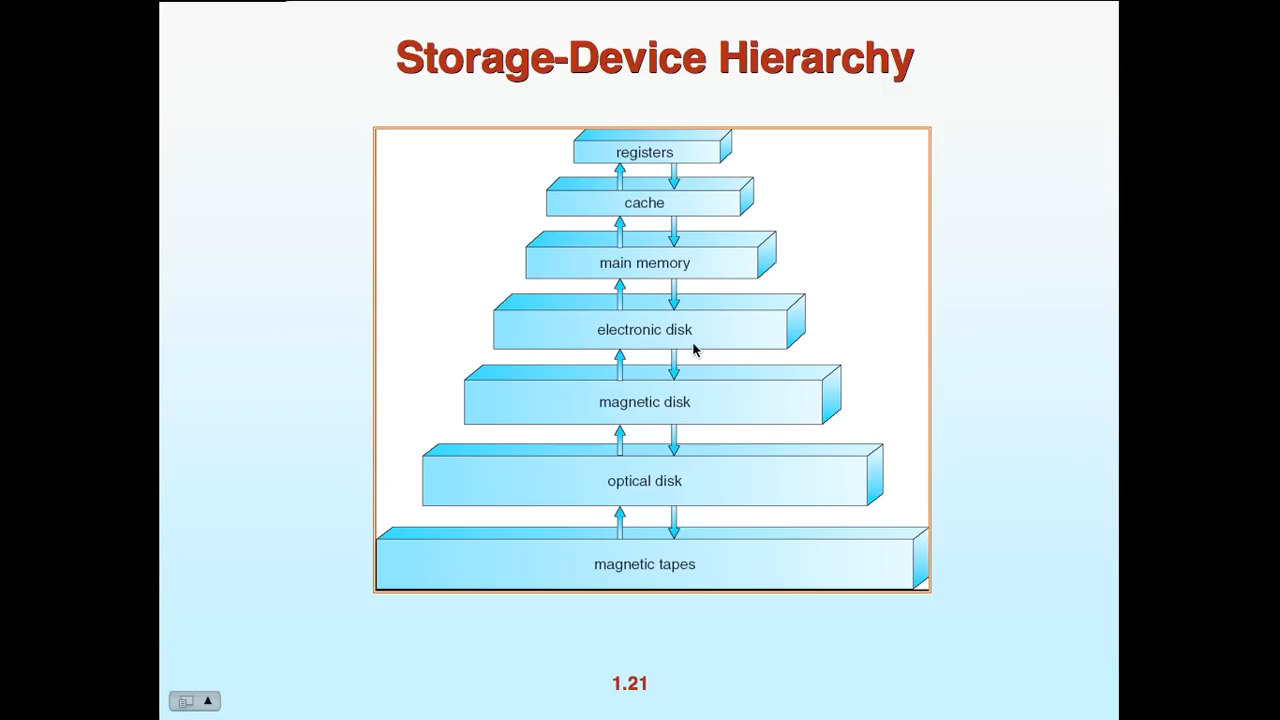 Storage-Device Hierarchy
registers
cache
main memory
electronic disk
magnetic disk
optical disk
magnetic tapes
1.21